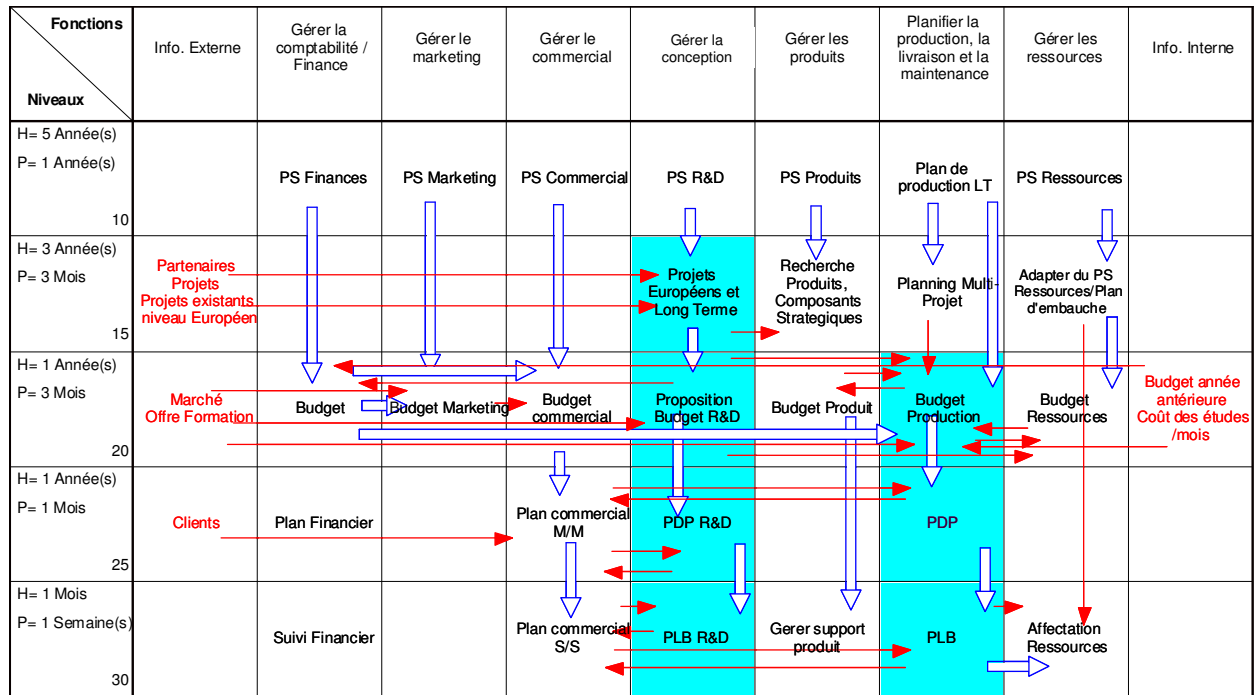 Fonctions
Niveaux
Info. Externe
Gérer la
comptabilité /
Finance
Gérer le
marketing
Gérer le
commercial
Gérer la
conception
Gérer les
produits
Planifier la
production, la
livraison et la
maintenance
Gérer les
ressources
Info. Interne
H= 5 Année(s)
P= 1 Année(s)
10
PS Finances
PS Marketing
PS Commercial
PS R&D
PS Produits
Plan de
production LT
PS Ressources
H= 3 Année(s)
P= 3 Mois
15
Partenaires
Projets
Projets existants
niveau Européen
Projets
Européens et
Long Terme
Recherche
Produits,
Composants
Strategiques
Planning Multi-
Projet
Adapter du PS
Ressources/Plan
d'embauche
H= 1 Année(s)
P= 3 Mois
20
Marché
Offre Formation
Budget
Budget Marketing
Budget
commercial
Proposition
Budget R&D
Budget Produit
Budget
Production
Budget
Ressources
Budget année
antérieure
Coût des études
/mois
H= 1 Année(s)
P= 1 Mois
25
Clients
Plan Financier
Plan commercial
M/M
PDP R&D
PDP
H= 1 Mois
P= 1 Semaine(s)
30
Suivi Financier
Plan commercial
S/S
PLB R&D
Gerer support
produit
PLB
Affectation
Ressources